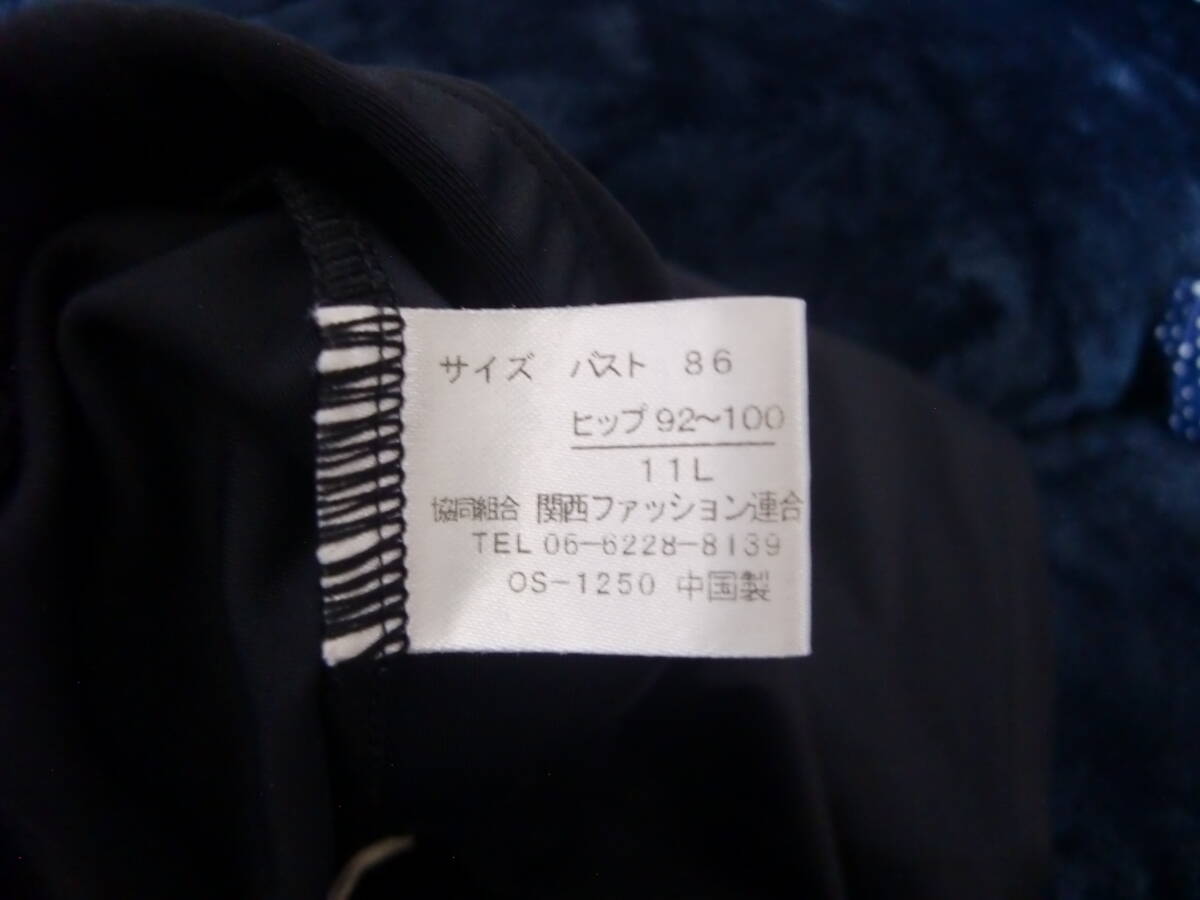 サイズ バスト 86
ヒップ 92〜100
11L
協同組合 関西ファッション連合
TEL 06-6228-8139
OS-1250 中国製